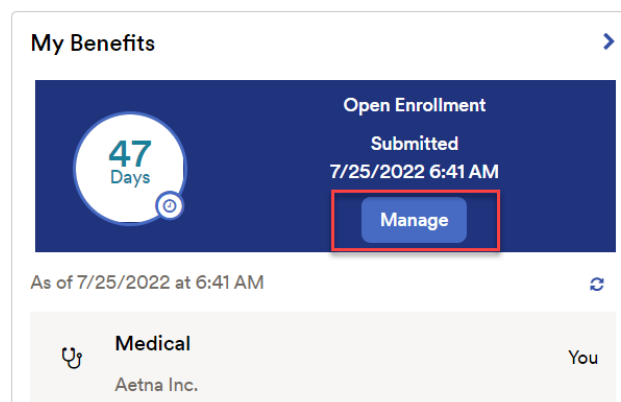 My Benefits
47
Days
Open Enrollment
Submitted
7/25/2022 6:41 AM
Manage
As of 7/25/2022 at 6:41 AM
Medical
You
Aetna Inc.